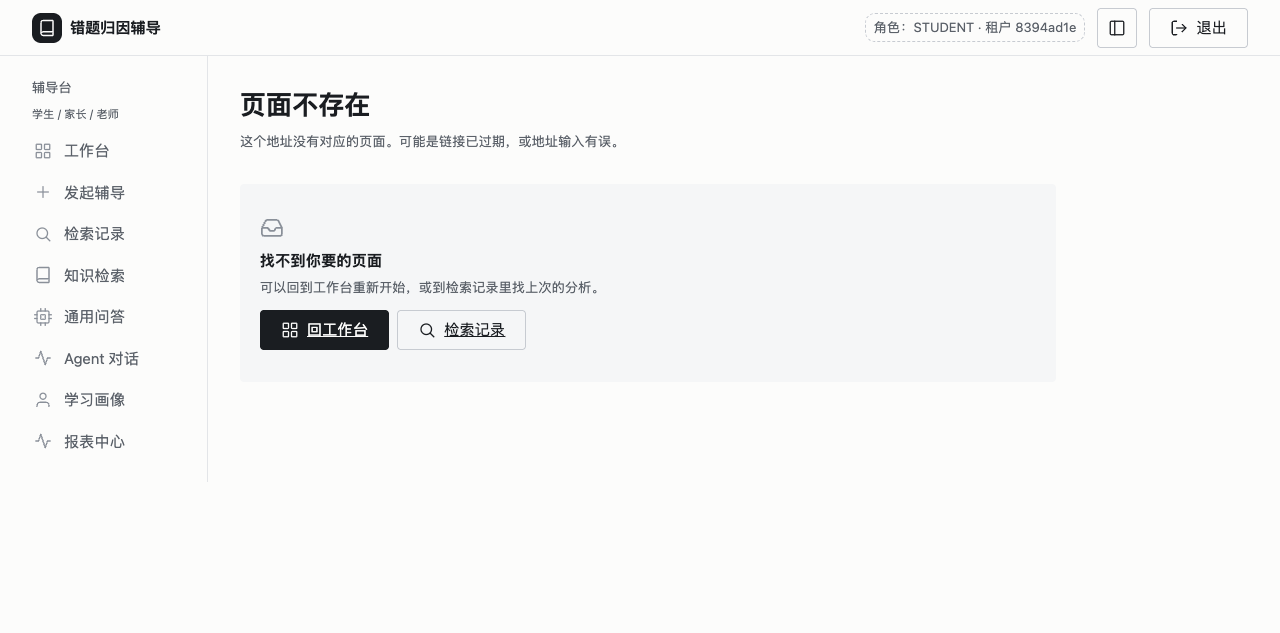 错题归因辅导
角色：STUDENT · 租户 8394ad1e
退出
辅导台
学生 / 家长 / 老师
工作台
发起辅导
检索记录
知识检索
通用问答
Agent 对话
学习画像
报表中心
页面不存在
这个地址没有对应的页面。可能是链接已过期，或地址输入有误。
找不到你要的页面
可以回到工作台重新开始，或到检索记录里找上次的分析。
回工作台
检索记录